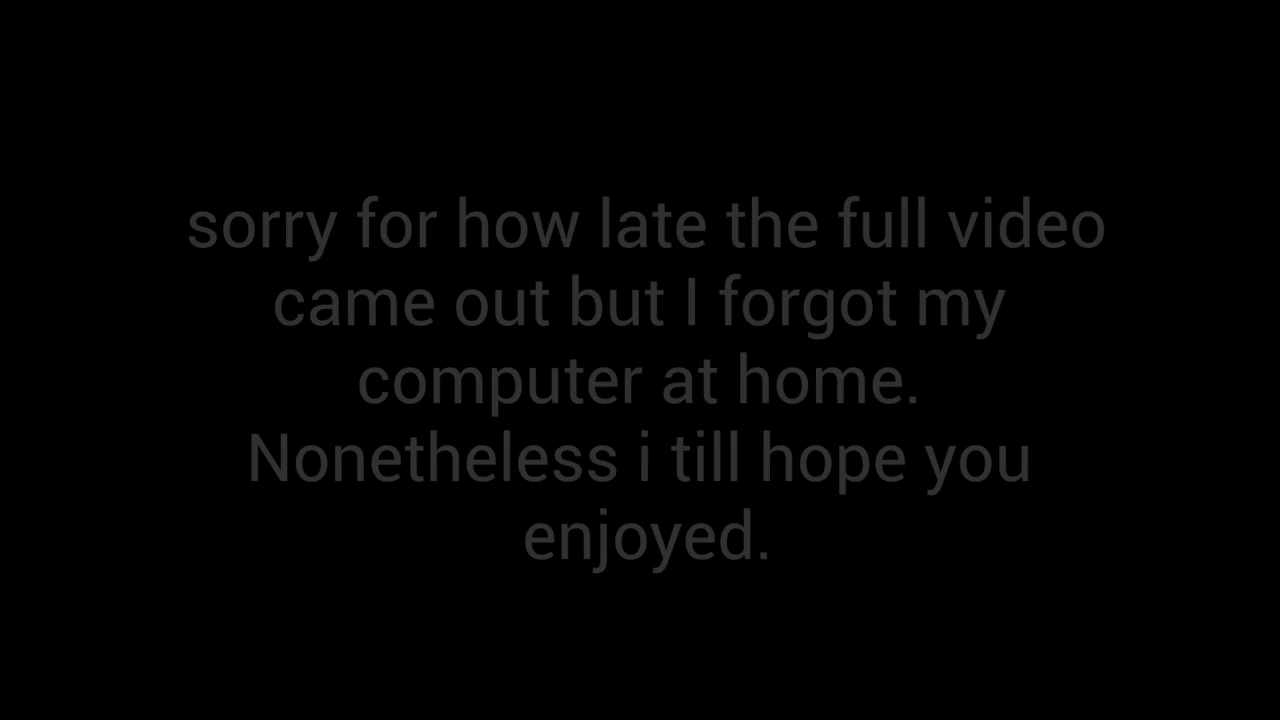 sorry for how late the full video
came out but I forgot my
computer at home.
Nonetheless i till hope you
enjoyed.